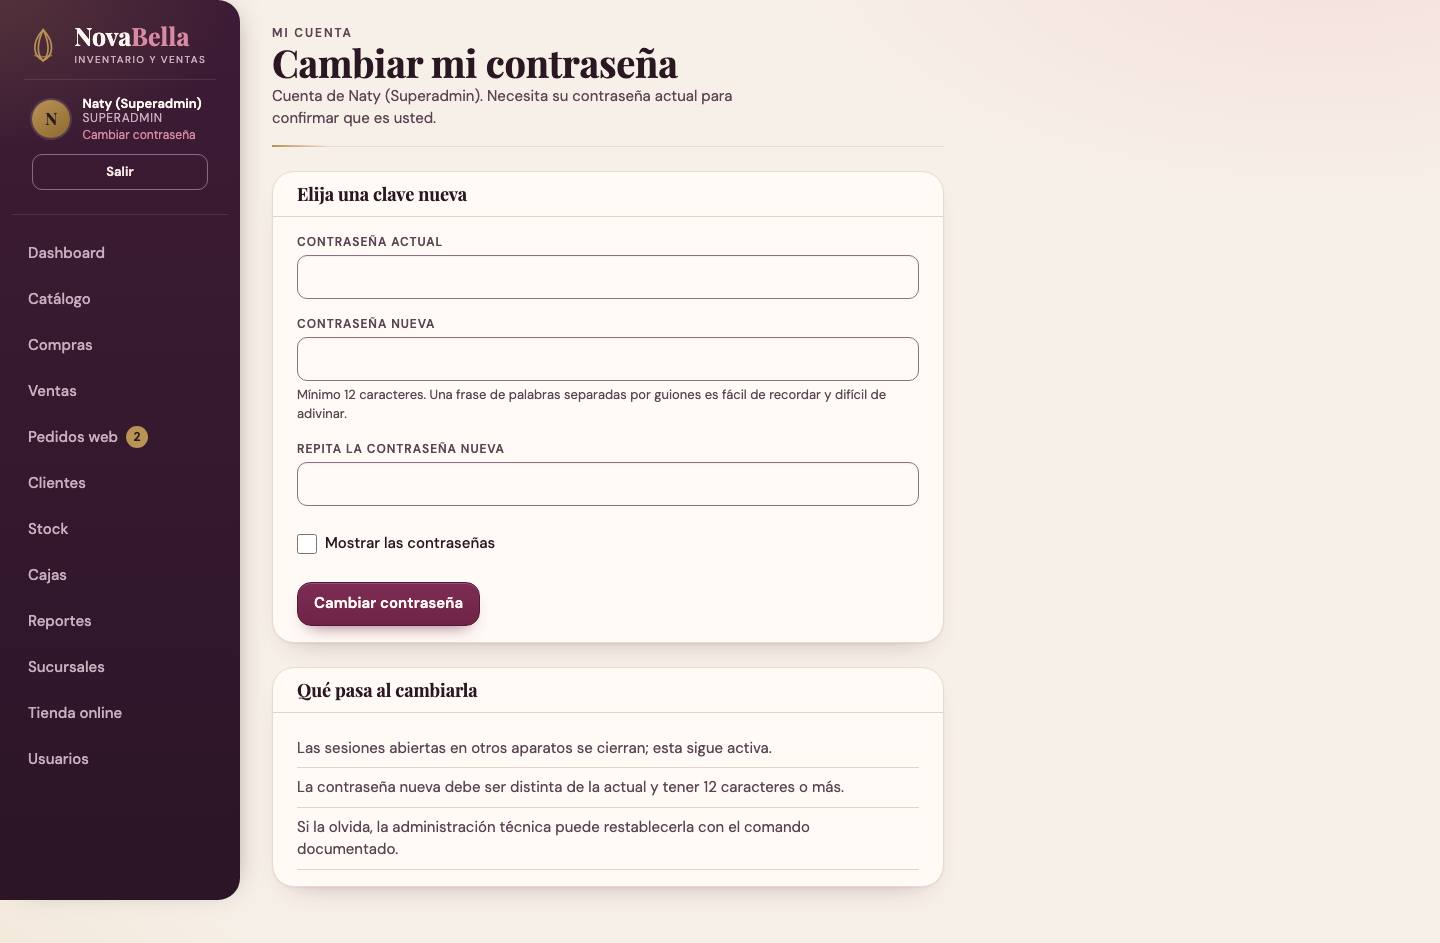 NovaBella
INVENTARIO Y VENTAS
N
Naty (Superadmin)
SUPERADMIN
Cambiar contraseña
Salir
Dashboard
Catálogo
Compras
Ventas
Pedidos web 2
Clientes
Stock
Cajas
Reportes
Sucursales
Tienda online
Usuarios
MI CUENTA
Cambiar mi contraseña
Cuenta de Naty (Superadmin). Necesita su contraseña actual para
confirmar que es usted.
Elija una clave nueva
CONTRASEÑA ACTUAL
CONTRASEÑA NUEVA
Mínimo 12 caracteres. Una frase de palabras separadas por guiones es fácil de recordar y difícil de
adivinar.
REPITA LA CONTRASEÑA NUEVA
Mostrar las contraseñas
Cambiar contraseña
Qué pasa al cambiarla
Las sesiones abiertas en otros aparatos se cierran; esta sigue activa.
La contraseña nueva debe ser distinta de la actual y tener 12 caracteres o más.
Si la olvida, la administración técnica puede restablecerla con el comando
documentado.